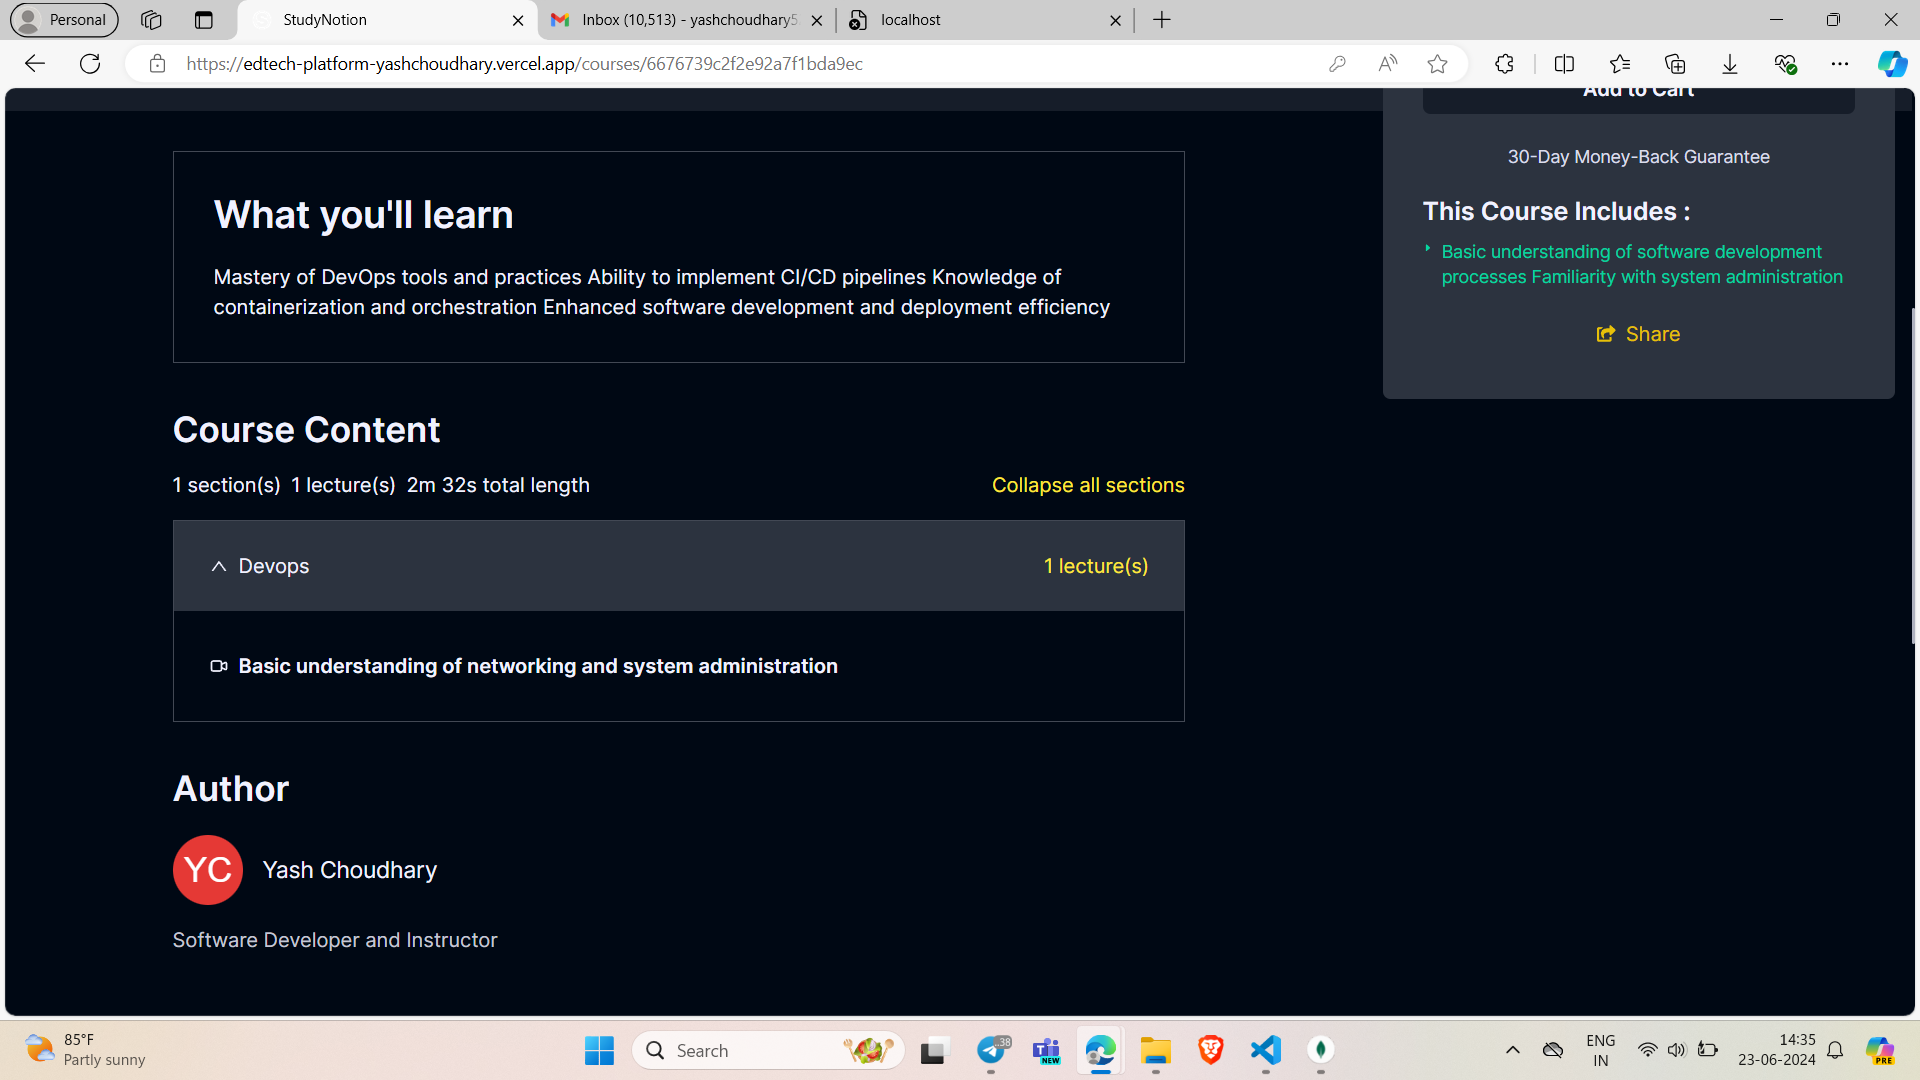 Personal
StudyNotion
Inbox (10,513) - yashchoudhary5
localhost
https://edtech-platform-yashchoudhary.vercel.app/courses/6676739c2f2e92a7f1bda9ec
Add to Cart
30-Day Money-Back Guarantee
This Course Includes :
Basic understanding of software development
processes Familiarity with system administration
Share
What you'll learn
Mastery of DevOps tools and practices Ability to implement CI/CD pipelines Knowledge of
containerization and orchestration Enhanced software development and deployment efficiency
Course Content
1 section(s) 1 lecture(s) 2m 32s total length
Collapse all sections
Devops
1 lecture(s)
Basic understanding of networking and system administration
Author
YC
Yash Choudhary
Software Developer and Instructor
85°F
Partly sunny
Search
..38
NEW
ENG
IN
14:35
23-06-2024
PRE